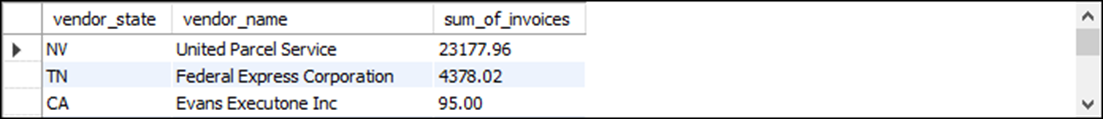 vendor_state vendor_name sum_of_invoices
NV United Parcel Service 23177.96
TN Federal Express Corporation 4378.02
CA Evans Executone Inc 95.00